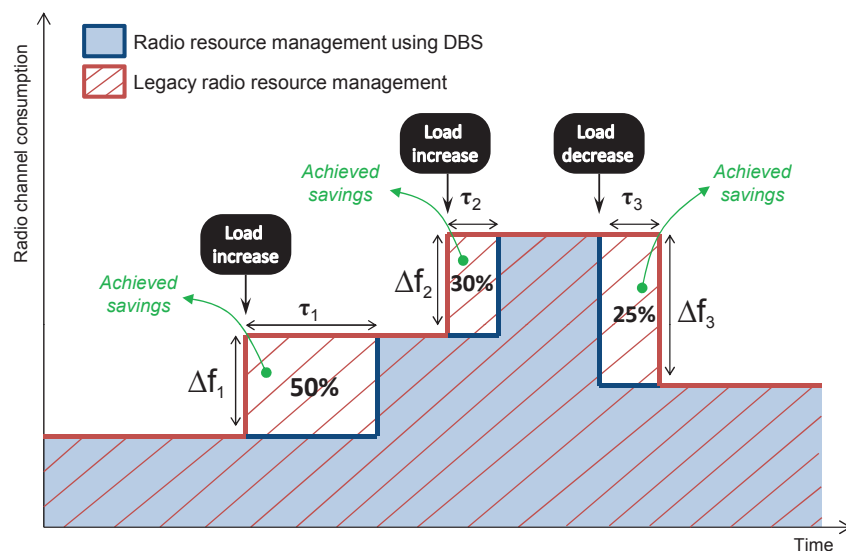 Radio channel consumption
Radio resource management using DBS
Legacy radio resource management
Load
increase
Load
decrease
Achieved
savings
τ2
τ3
Achieved
savings
Load
increase
Achieved
savings
τ1
Δf2
30%
25%
Δf3
Δf1
50%
Time